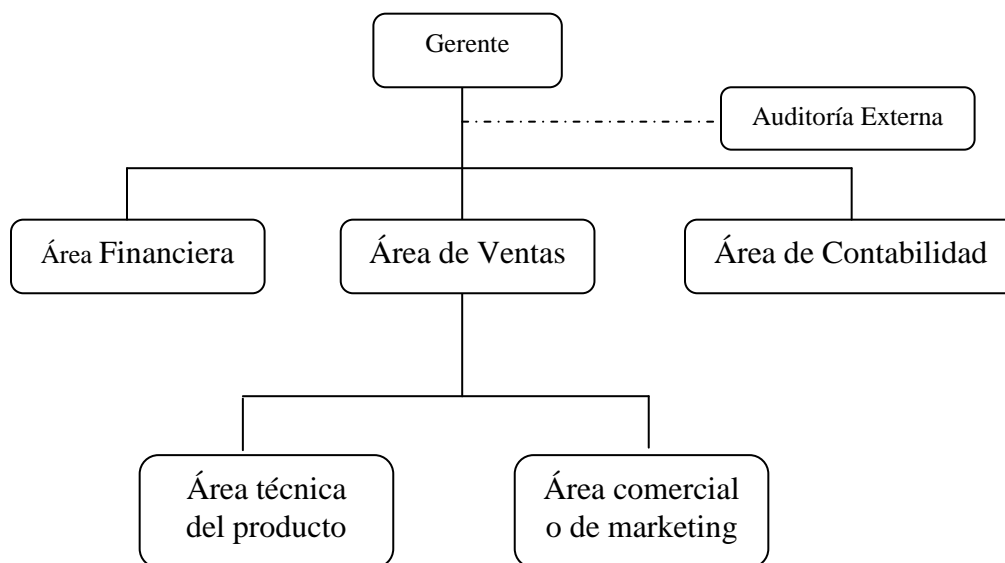 Gerente
Auditoría Externa
Área Financiera
Área de Ventas
Área de Contabilidad
Área técnica
del producto
Área comercial
o de marketing